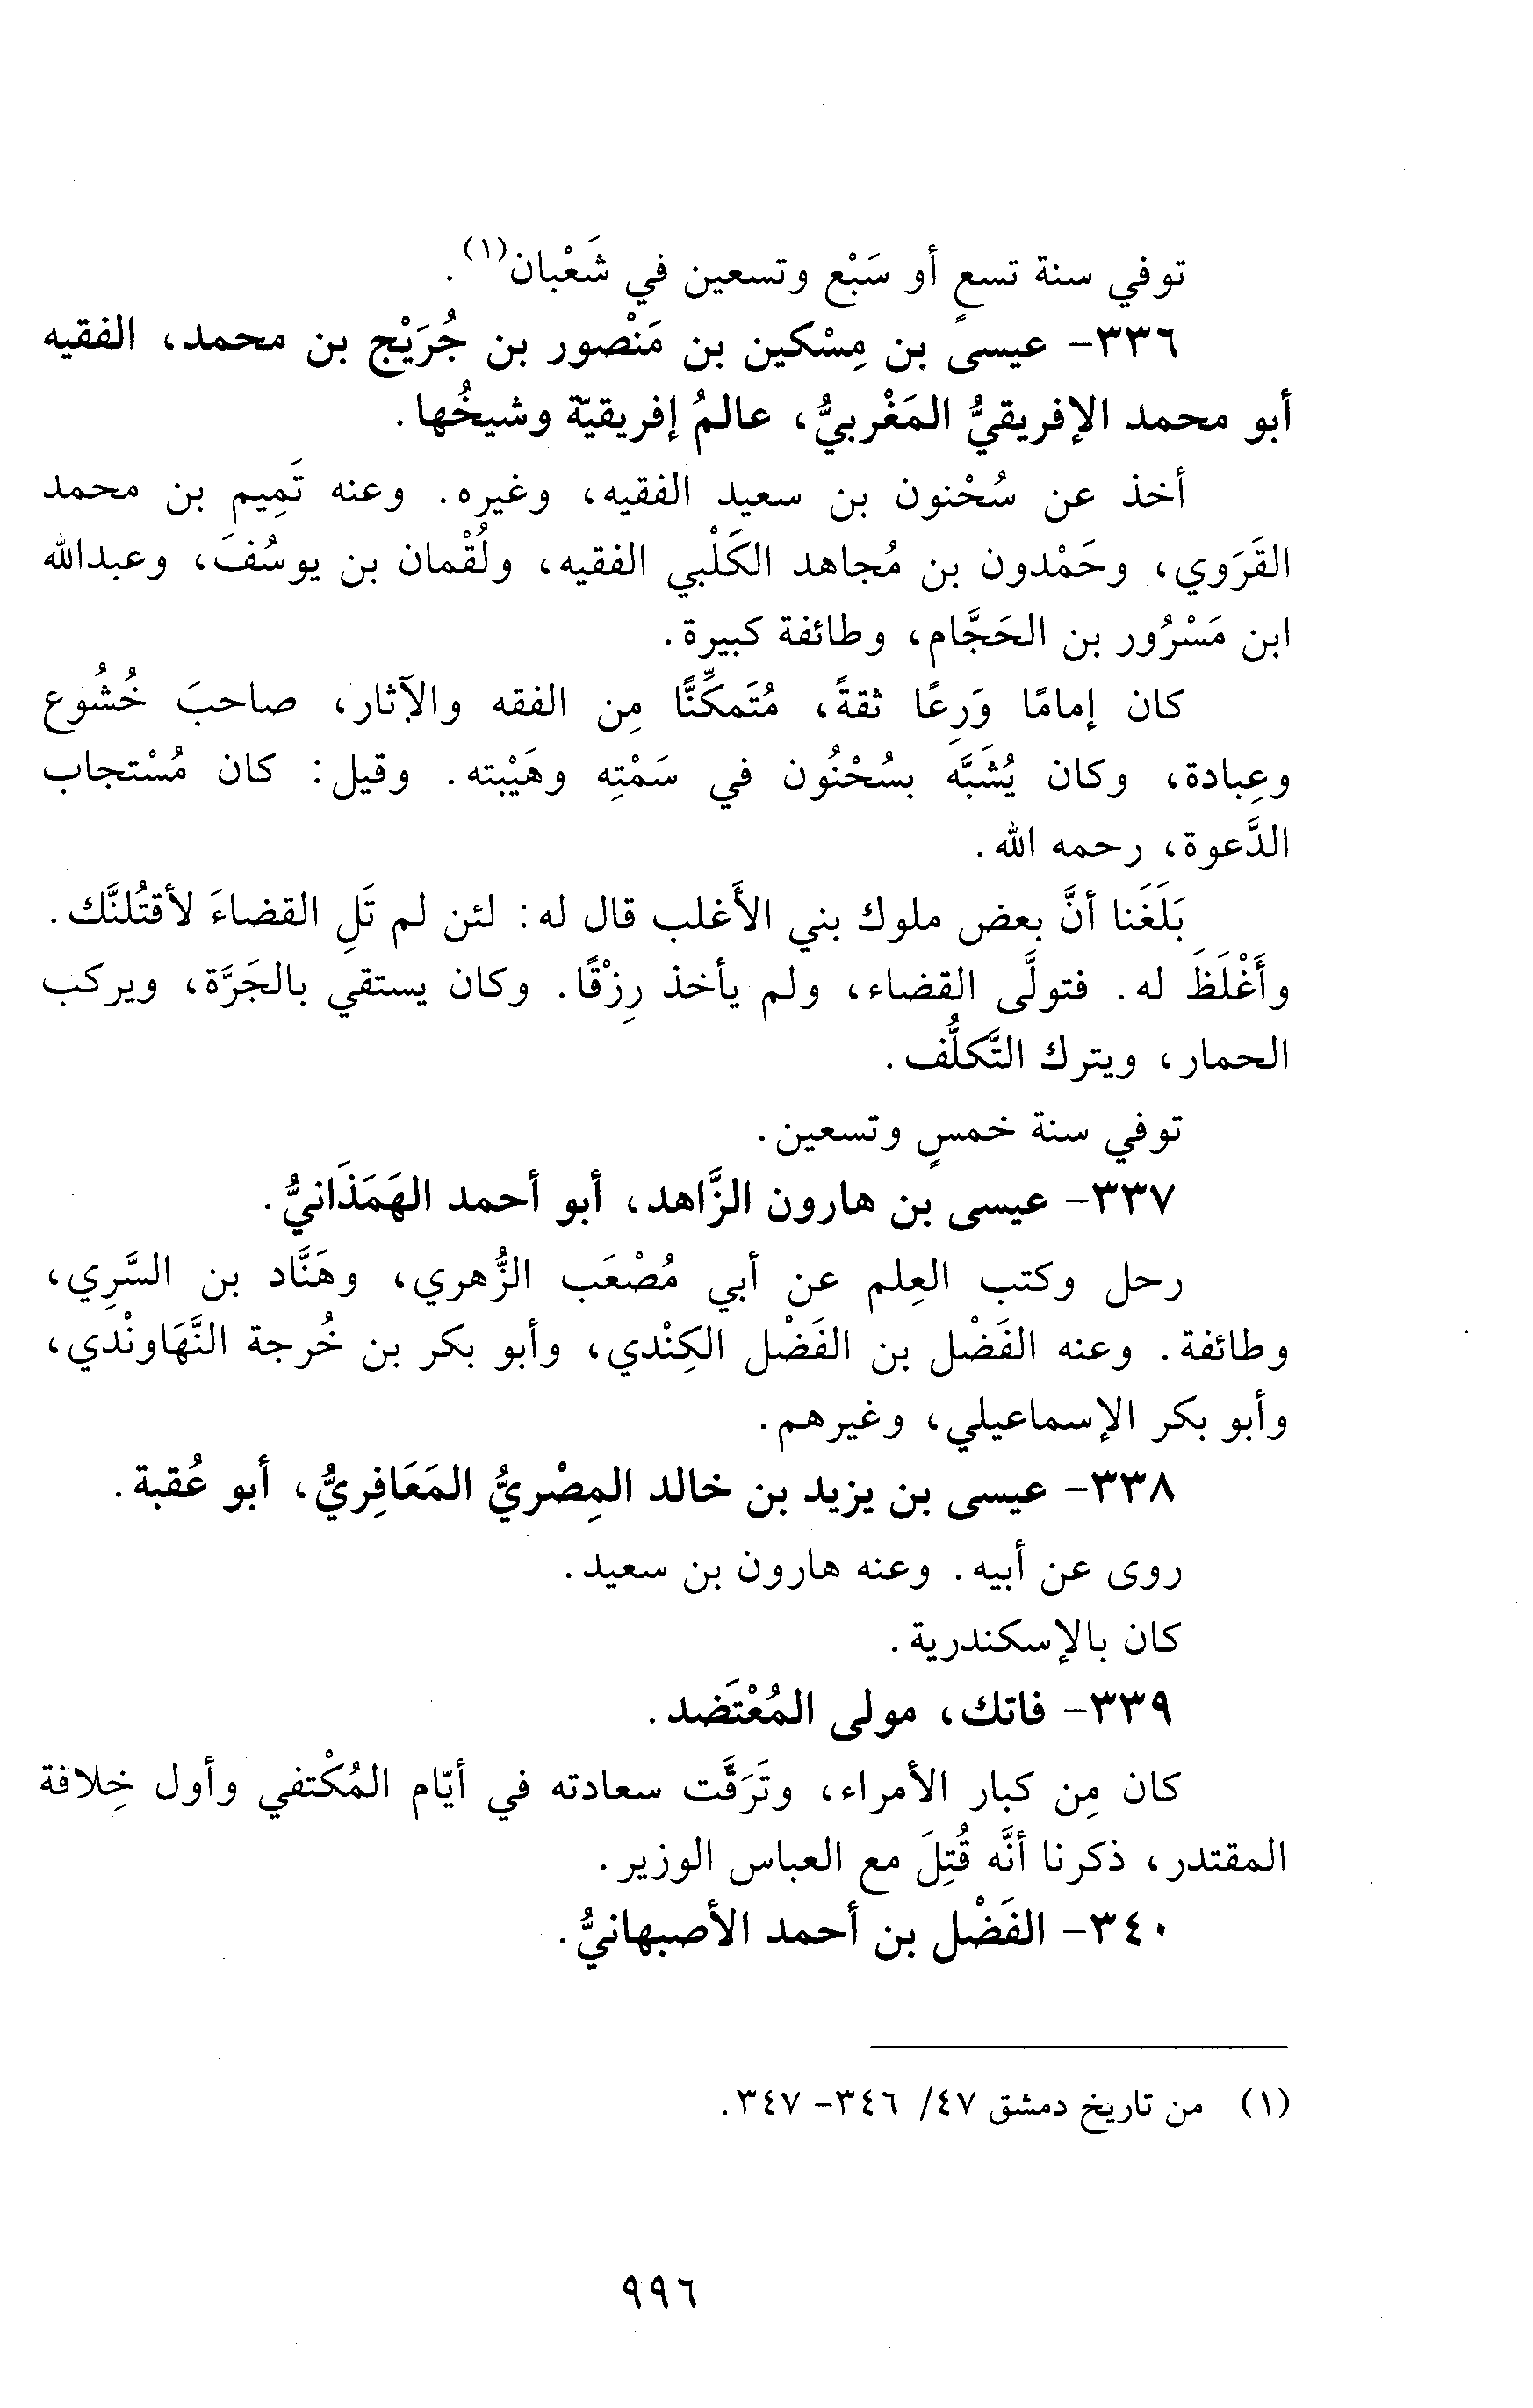 توفي سنة تسعٍ أو سَبْع وتسعين في شَعْبان(١).
٣٣٦- عيسى بن مِسْكين بن مَنْصور بن جُرَيْج بن محمد، الفقيه
أبو محمد الإفريقيُّ المَغْربيُّ، عالمُ إفريقيّة وشيخُها.
أخذ عن سُحْنون بن سعيد الفقيه، وغيره. وعنه تَمِيم بن محمد
القَرَوي، وحَمْدون بن مُجاهد الكَلْبي الفقيه، ولُقْمان بن يوسُفَ، وعبدالله
ابن مَسْرُور بن الحَجَّام، وطائفة كبيرة.
كان إمامًا وَرِعًا ثقةً، مُتَمكِّنًا مِن الفقه والآثار، صاحبَ خُشُوع
وعِبادة، وكان يُشَبَّه بسُحْنُون في سَمْتِه وهَيْبته. وقيل: كان مُسْتجاب
الدَّعوة، رحمه الله.
بَلَغَنا أنَّ بعض ملوك بني الأَغلب قال له: لئن لم تَلِ القضاءَ لأقتُلنَّك.
وأَغْلَظَ له. فتولَّى القضاء، ولم يأخذ رِزْقًا. وكان يستقي بالجَرَّة، ويركب
الحمار، ويترك التَّكلُّف.
توفي سنة خمسٍ وتسعين.
٣٣٧- عيسى بن هارون الزَّاهد، أبو أحمد الهَمَذَانيُّ.
رحل وكتب العِلم عن أبي مُصْعَب الزُّهري، وهَنَّاد بن السَّرِي،
وطائفة. وعنه الفَضْل بن الفَضْل الكِنْدي، وأبو بكر بن خُرجة النَّهَاونْدي،
وأبو بكر الإسماعيلي، وغيرهم.
٣٣٨- عيسى بن يزيد بن خالد المِصْريُّ المَعَافِريُّ، أبو عُقبة.
روى عن أبيه. وعنه هارون بن سعيد.
كان بالإسكندرية.
٣٣٩- فاتك، مولى المُعْتَضد.
كان مِن كبار الأمراء، وتَرَقَّت سعادته في أيّام المُكْتفي وأول خِلافة
المقتدر، ذكرنا أنَّه قُتِلَ مع العباس الوزير.
٣٤٠- الفَضْل بن أحمد الأصبهانيُّ.
(١) من تاريخ دمشق ٤٧/ ٣٤٦- ٣٤٧.
٩٩٦